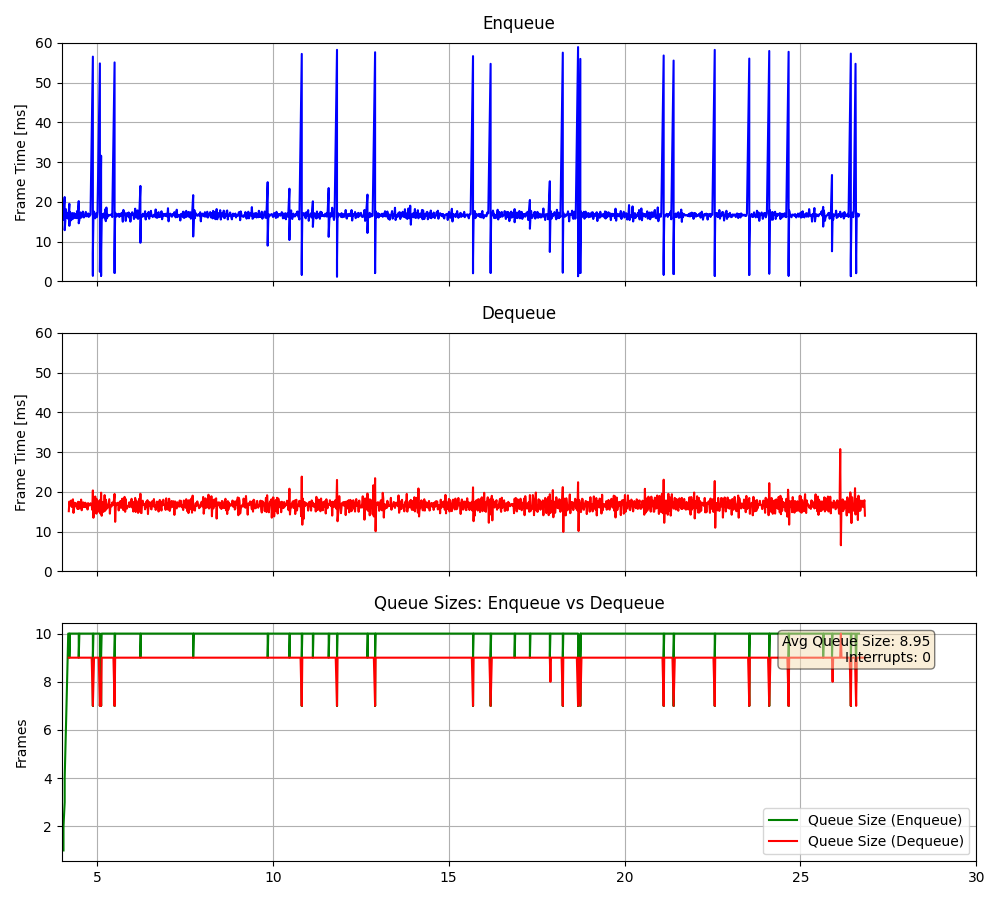 Enqueue
60
50
40
30
20
10
0
Frame Time [ms]
Dequeue
60
50
40
30
20
10
0
Frame Time [ms]
Queue Sizes: Enqueue vs Dequeue
10
8
6
4
2
Frames
Avg Queue Size: 8.95
Interrupts: 0
Queue Size (Enqueue)
Queue Size (Dequeue)
5 10 15 20 25 30